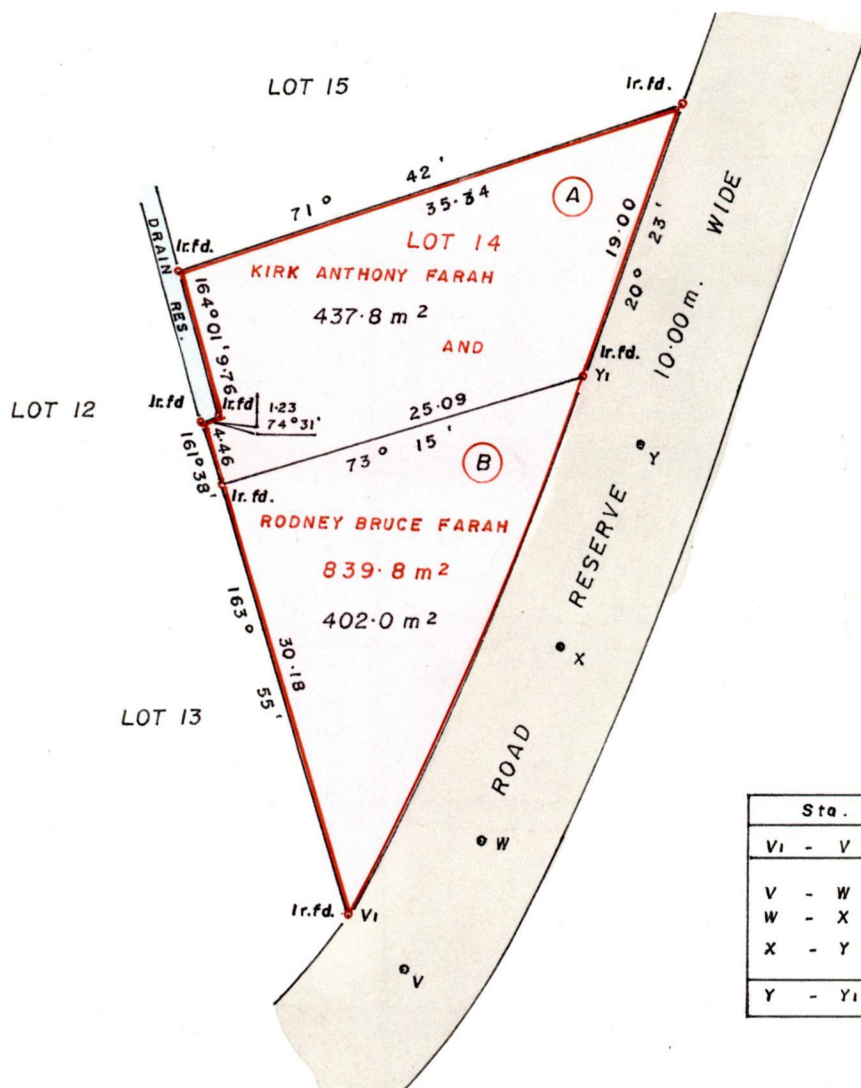 LOT 15
Ir.fd.
71° 42'
35·34
A
LOT 14
KIRK ANTHONY FARAH
437·8 m²
AND
19·00
20° 23'
10·00 m. WIDE
DRAIN RES.
Ir.fd.
164° 01'
9·76
LOT 12
Ir.fd
Ir.fd
1·23
74°31'
4·46
161°38'
Ir.fd.
Y1
25·09
73° 15'
B
Ir.fd.
RODNEY BRUCE FARAH
839·8 m²
402·0 m²
Y
163° 55'
30·18
LOT 13
ROAD RESERVE
X
W
Ir.fd.
V1
V
Sta.
V1 - V
V - W
W - X
X - Y
Y - Y1